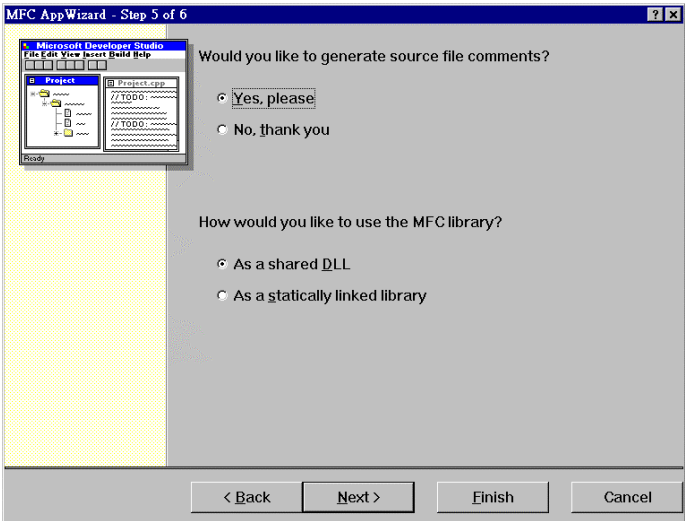 MFC AppWizard - Step 5 of 6
Microsoft Developer Studio
File Edit View Insert Build Help
Project
Project.cpp
//TODO:
//TODO:
Ready
Would you like to generate source file comments?
Yes, please
No, thank you
How would you like to use the MFC library?
As a shared DLL
As a statically linked library
< Back
Next >
Finish
Cancel